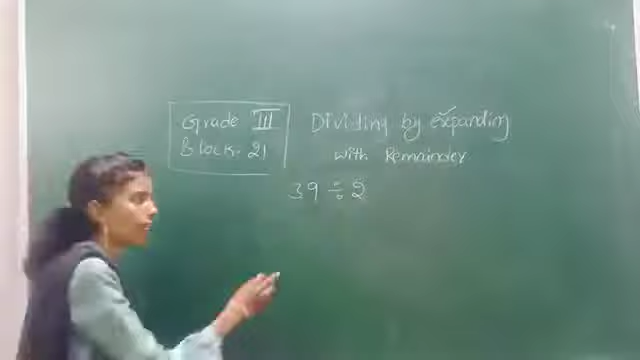 Grade III
Block- 21
Dividing by expanding
with Remainder
39 ÷ 2